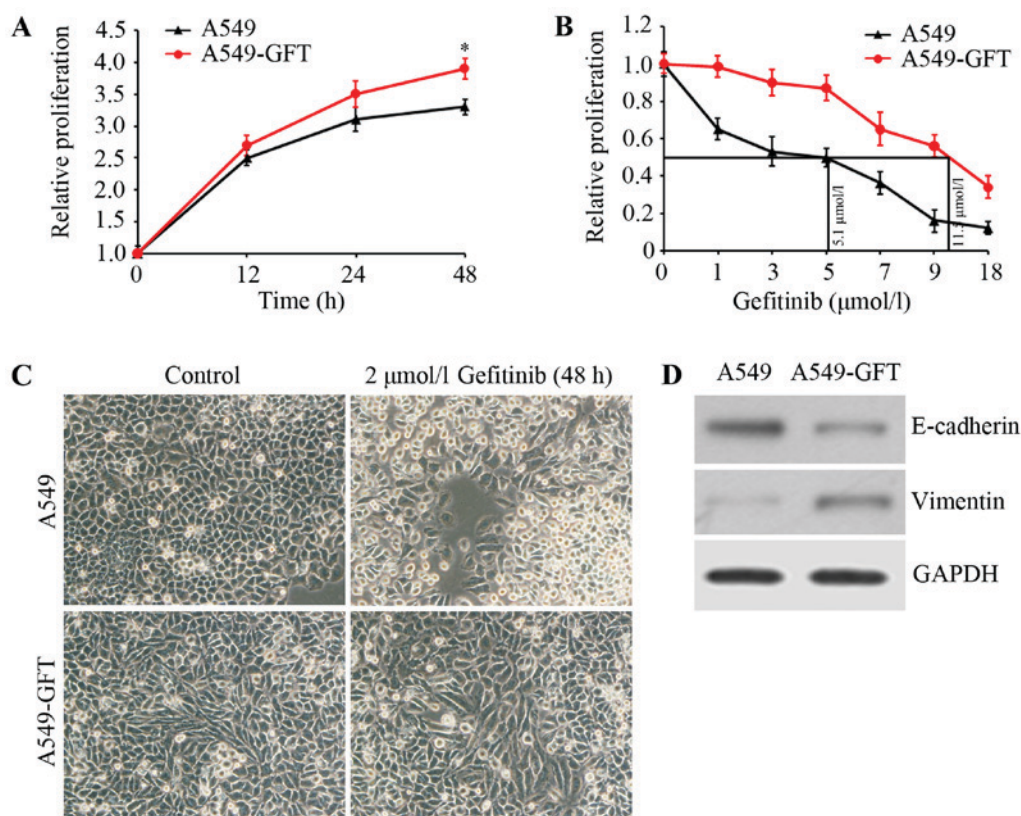 A
A549
A549-GFT
*
Relative proliferation
4.5
4.0
3.5
3.0
2.5
2.0
1.5
1.0
0
12
24
48
Time (h)
B
A549
A549-GFT
Relative proliferation
1.2
1.0
0.8
0.6
0.4
0.2
0
5.1 μmol/l
0
1
3
5
7
9
18
Gefitinib (μmol/l)
C
Control
2 μmol/l Gefitinib (48 h)
A549
A549-GFT
D
A549
A549-GFT
E-cadherin
Vimentin
GAPDH